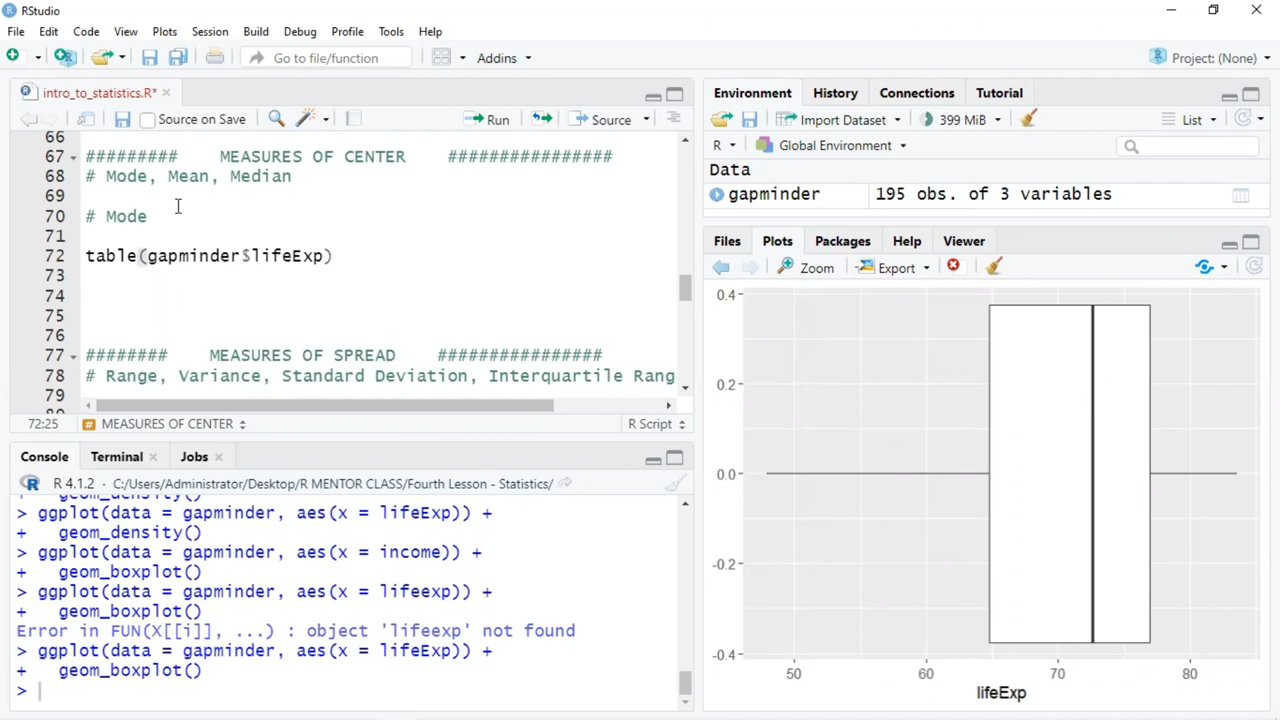 RStudio
File Edit Code View Plots Session Build Debug Profile Tools Help
Go to file/function Addins Project: (None)
intro_to_statistics.R*
Source on Save Run Source
66
67 ######### MEASURES OF CENTER ################
68 # Mode, Mean, Median
69
70 # Mode
71
72 table(gapminder$lifeExp)
73
74
75
76
77 ######## MEASURES OF SPREAD ################
78 # Range, Variance, Standard Deviation, Interquartile Rang
79
72:25 MEASURES OF CENTER R Script
Console Terminal Jobs
R 4.1.2 · C:/Users/Administrator/Desktop/R MENTOR CLASS/Fourth Lesson - Statistics/
+ geom_density()
> ggplot(data = gapminder, aes(x = lifeExp)) +
+ geom_density()
> ggplot(data = gapminder, aes(x = income)) +
+ geom_boxplot()
> ggplot(data = gapminder, aes(x = lifeexp)) +
+ geom_boxplot()
Error in FUN(X[[i]], ...) : object 'lifeexp' not found
> ggplot(data = gapminder, aes(x = lifeExp)) +
+ geom_boxplot()
>
Environment History Connections Tutorial
Import Dataset 399 MiB List
R Global Environment
Data
gapminder 195 obs. of 3 variables
Files Plots Packages Help Viewer
Zoom Export
0.4
0.2
0.0
-0.2
-0.4
50 60 70 80
lifeExp